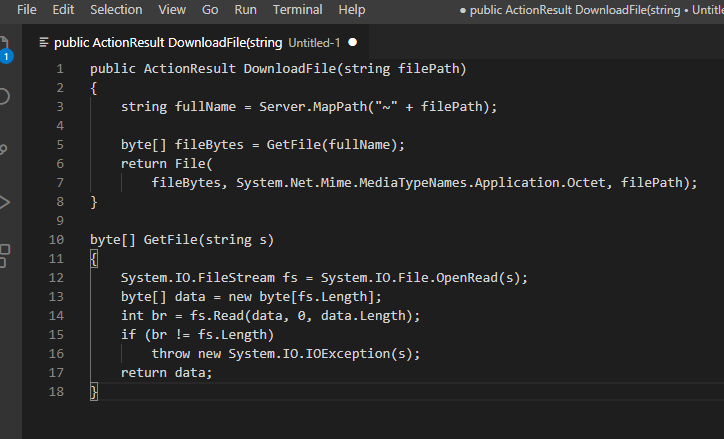 File Edit Selection View Go Run Terminal Help ● public ActionResult DownloadFile(string •
public ActionResult DownloadFile(string Untitled-1 ●
1 public ActionResult DownloadFile(string filePath)
2 {
3 string fullName = Server.MapPath("~" + filePath);
4
5 byte[] fileBytes = GetFile(fullName);
6 return File(
7 fileBytes, System.Net.Mime.MediaTypeNames.Application.Octet, filePath);
8 }
9
10 byte[] GetFile(string s)
11 {
12 System.IO.FileStream fs = System.IO.File.OpenRead(s);
13 byte[] data = new byte[fs.Length];
14 int br = fs.Read(data, 0, data.Length);
15 if (br != fs.Length)
16 throw new System.IO.IOException(s);
17 return data;
18 }
1